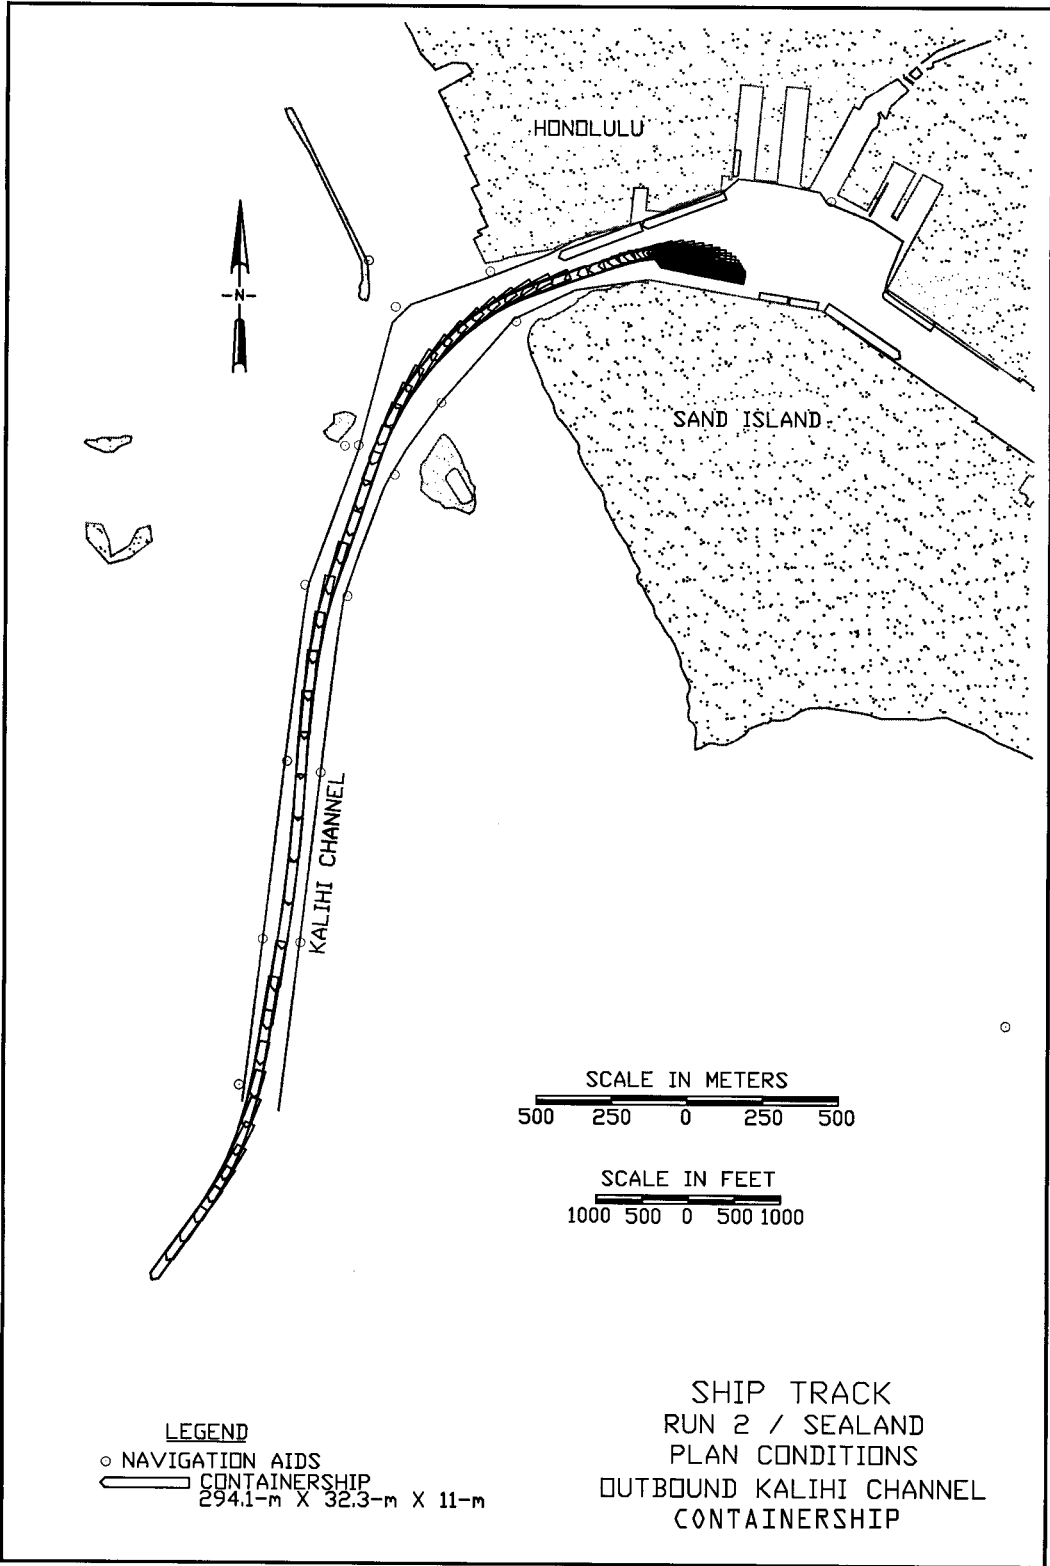 HONOLULU
N
SAND ISLAND
KALIHI CHANNEL
SCALE IN METERS
500 250 0 250 500
SCALE IN FEET
1000 500 0 500 1000
SHIP TRACK
RUN 2 / SEALAND
PLAN CONDITIONS
OUTBOUND KALIHI CHANNEL
CONTAINERSHIP
LEGEND
NAVIGATION AIDS
CONTAINERSHIP
294.1-m X 32.3-m X 11-m